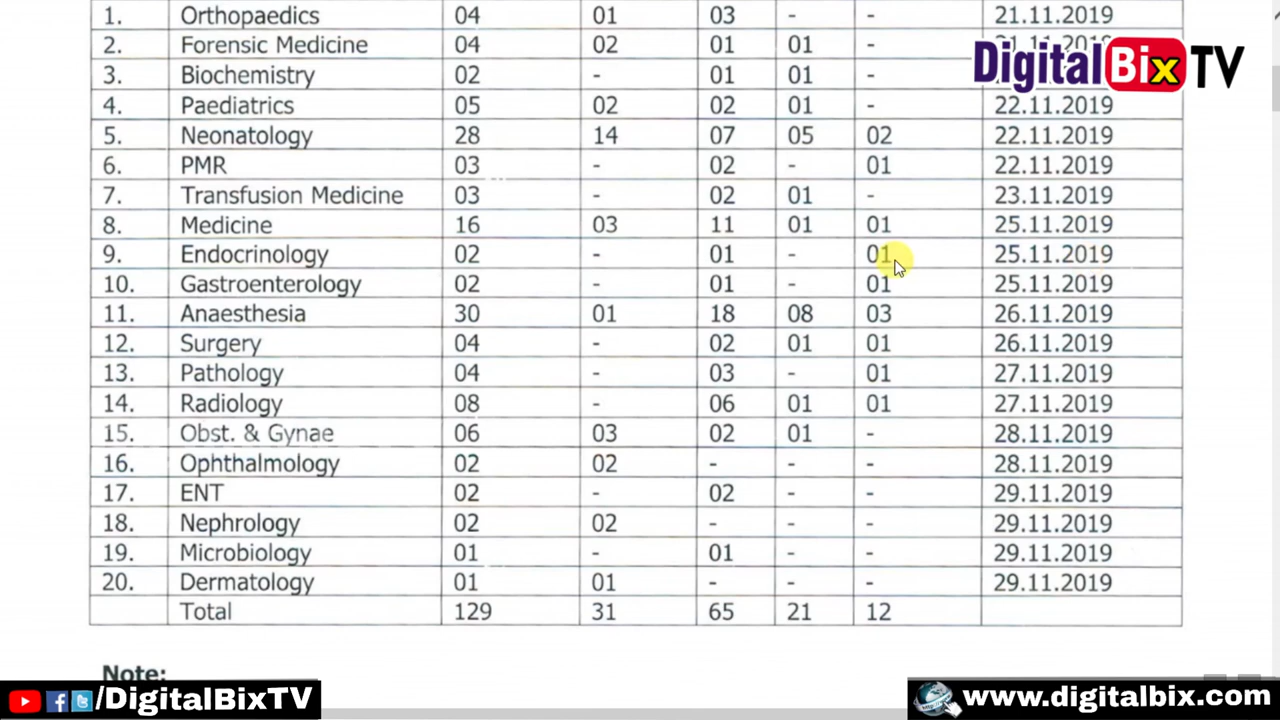 1. Orthopaedics 04 01 03 - - 21.11.2019
2. Forensic Medicine 04 02 01 01 -
DigitalBixTV
3. Biochemistry 02 - 01 01 -
4. Paediatrics 05 02 02 01 - 22.11.2019
5. Neonatology 28 14 07 05 02 22.11.2019
6. PMR 03 - 02 - 01 22.11.2019
7. Transfusion Medicine 03 - 02 01 - 23.11.2019
8. Medicine 16 03 11 01 01 25.11.2019
9. Endocrinology 02 - 01 - 01 25.11.2019
10. Gastroenterology 02 - 01 - 01 25.11.2019
11. Anaesthesia 30 01 18 08 03 26.11.2019
12. Surgery 04 - 02 01 01 26.11.2019
13. Pathology 04 - 03 - 01 27.11.2019
14. Radiology 08 - 06 01 01 27.11.2019
15. Obst. & Gynae 06 03 02 01 - 28.11.2019
16. Ophthalmology 02 02 - - - 28.11.2019
17. ENT 02 - 02 - - 29.11.2019
18. Nephrology 02 02 - - - 29.11.2019
19. Microbiology 01 - 01 - - 29.11.2019
20. Dermatology 01 01 - - - 29.11.2019
Total 129 31 65 21 12
Note:
/DigitalBixTV
www.digitalbix.com